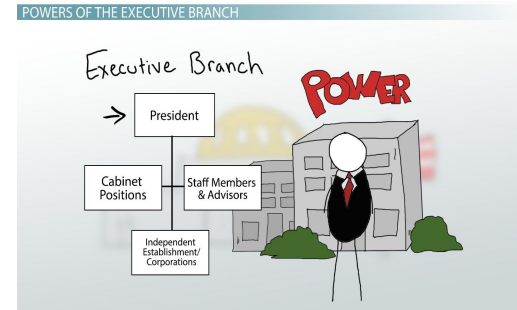 POWERS OF THE EXECUTIVE BRANCH
Executive Branch
POWER
President
Cabinet
Positions
Staff Members
& Advisors
Independent
Establishment/
Corporations